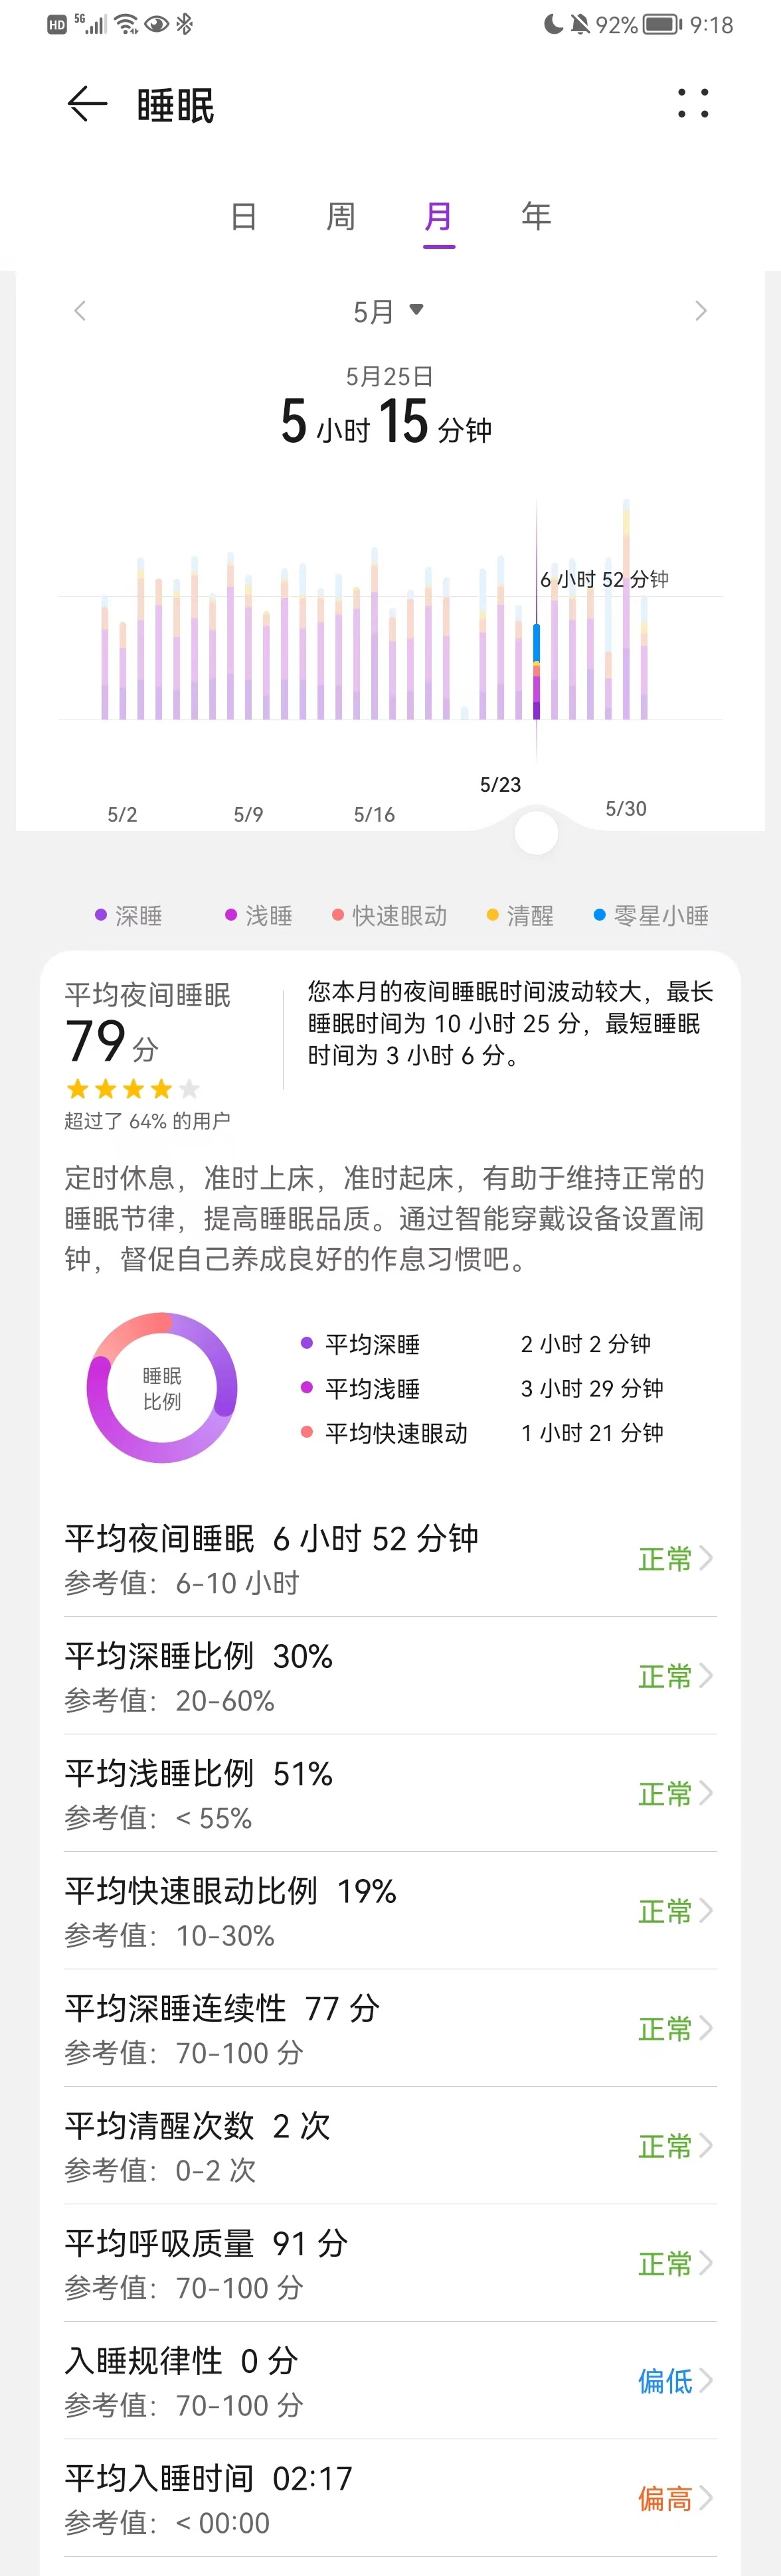 HD 5G 92% 9:18
睡眠
日 周 月 年
5月
5月25日
5 小时 15 分钟
6 小时 52 分钟
5/23
5/2 5/9 5/16 5/30
深睡 浅睡 快速眼动 清醒 零星小睡
平均夜间睡眠
79 分
超过了 64% 的用户
您本月的夜间睡眠时间波动较大，最长
睡眠时间为 10 小时 25 分，最短睡眠
时间为 3 小时 6 分。
定时休息，准时上床，准时起床，有助于维持正常的
睡眠节律，提高睡眠品质。通过智能穿戴设备设置闹
钟，督促自己养成良好的作息习惯吧。
睡眠
比例
平均深睡 2 小时 2 分钟
平均浅睡 3 小时 29 分钟
平均快速眼动 1 小时 21 分钟
平均夜间睡眠 6 小时 52 分钟
参考值：6-10 小时
正常
平均深睡比例 30%
参考值：20-60%
正常
平均浅睡比例 51%
参考值：< 55%
正常
平均快速眼动比例 19%
参考值：10-30%
正常
平均深睡连续性 77 分
参考值：70-100 分
正常
平均清醒次数 2 次
参考值：0-2 次
正常
平均呼吸质量 91 分
参考值：70-100 分
正常
入睡规律性 0 分
参考值：70-100 分
偏低
平均入睡时间 02:17
参考值：< 00:00
偏高